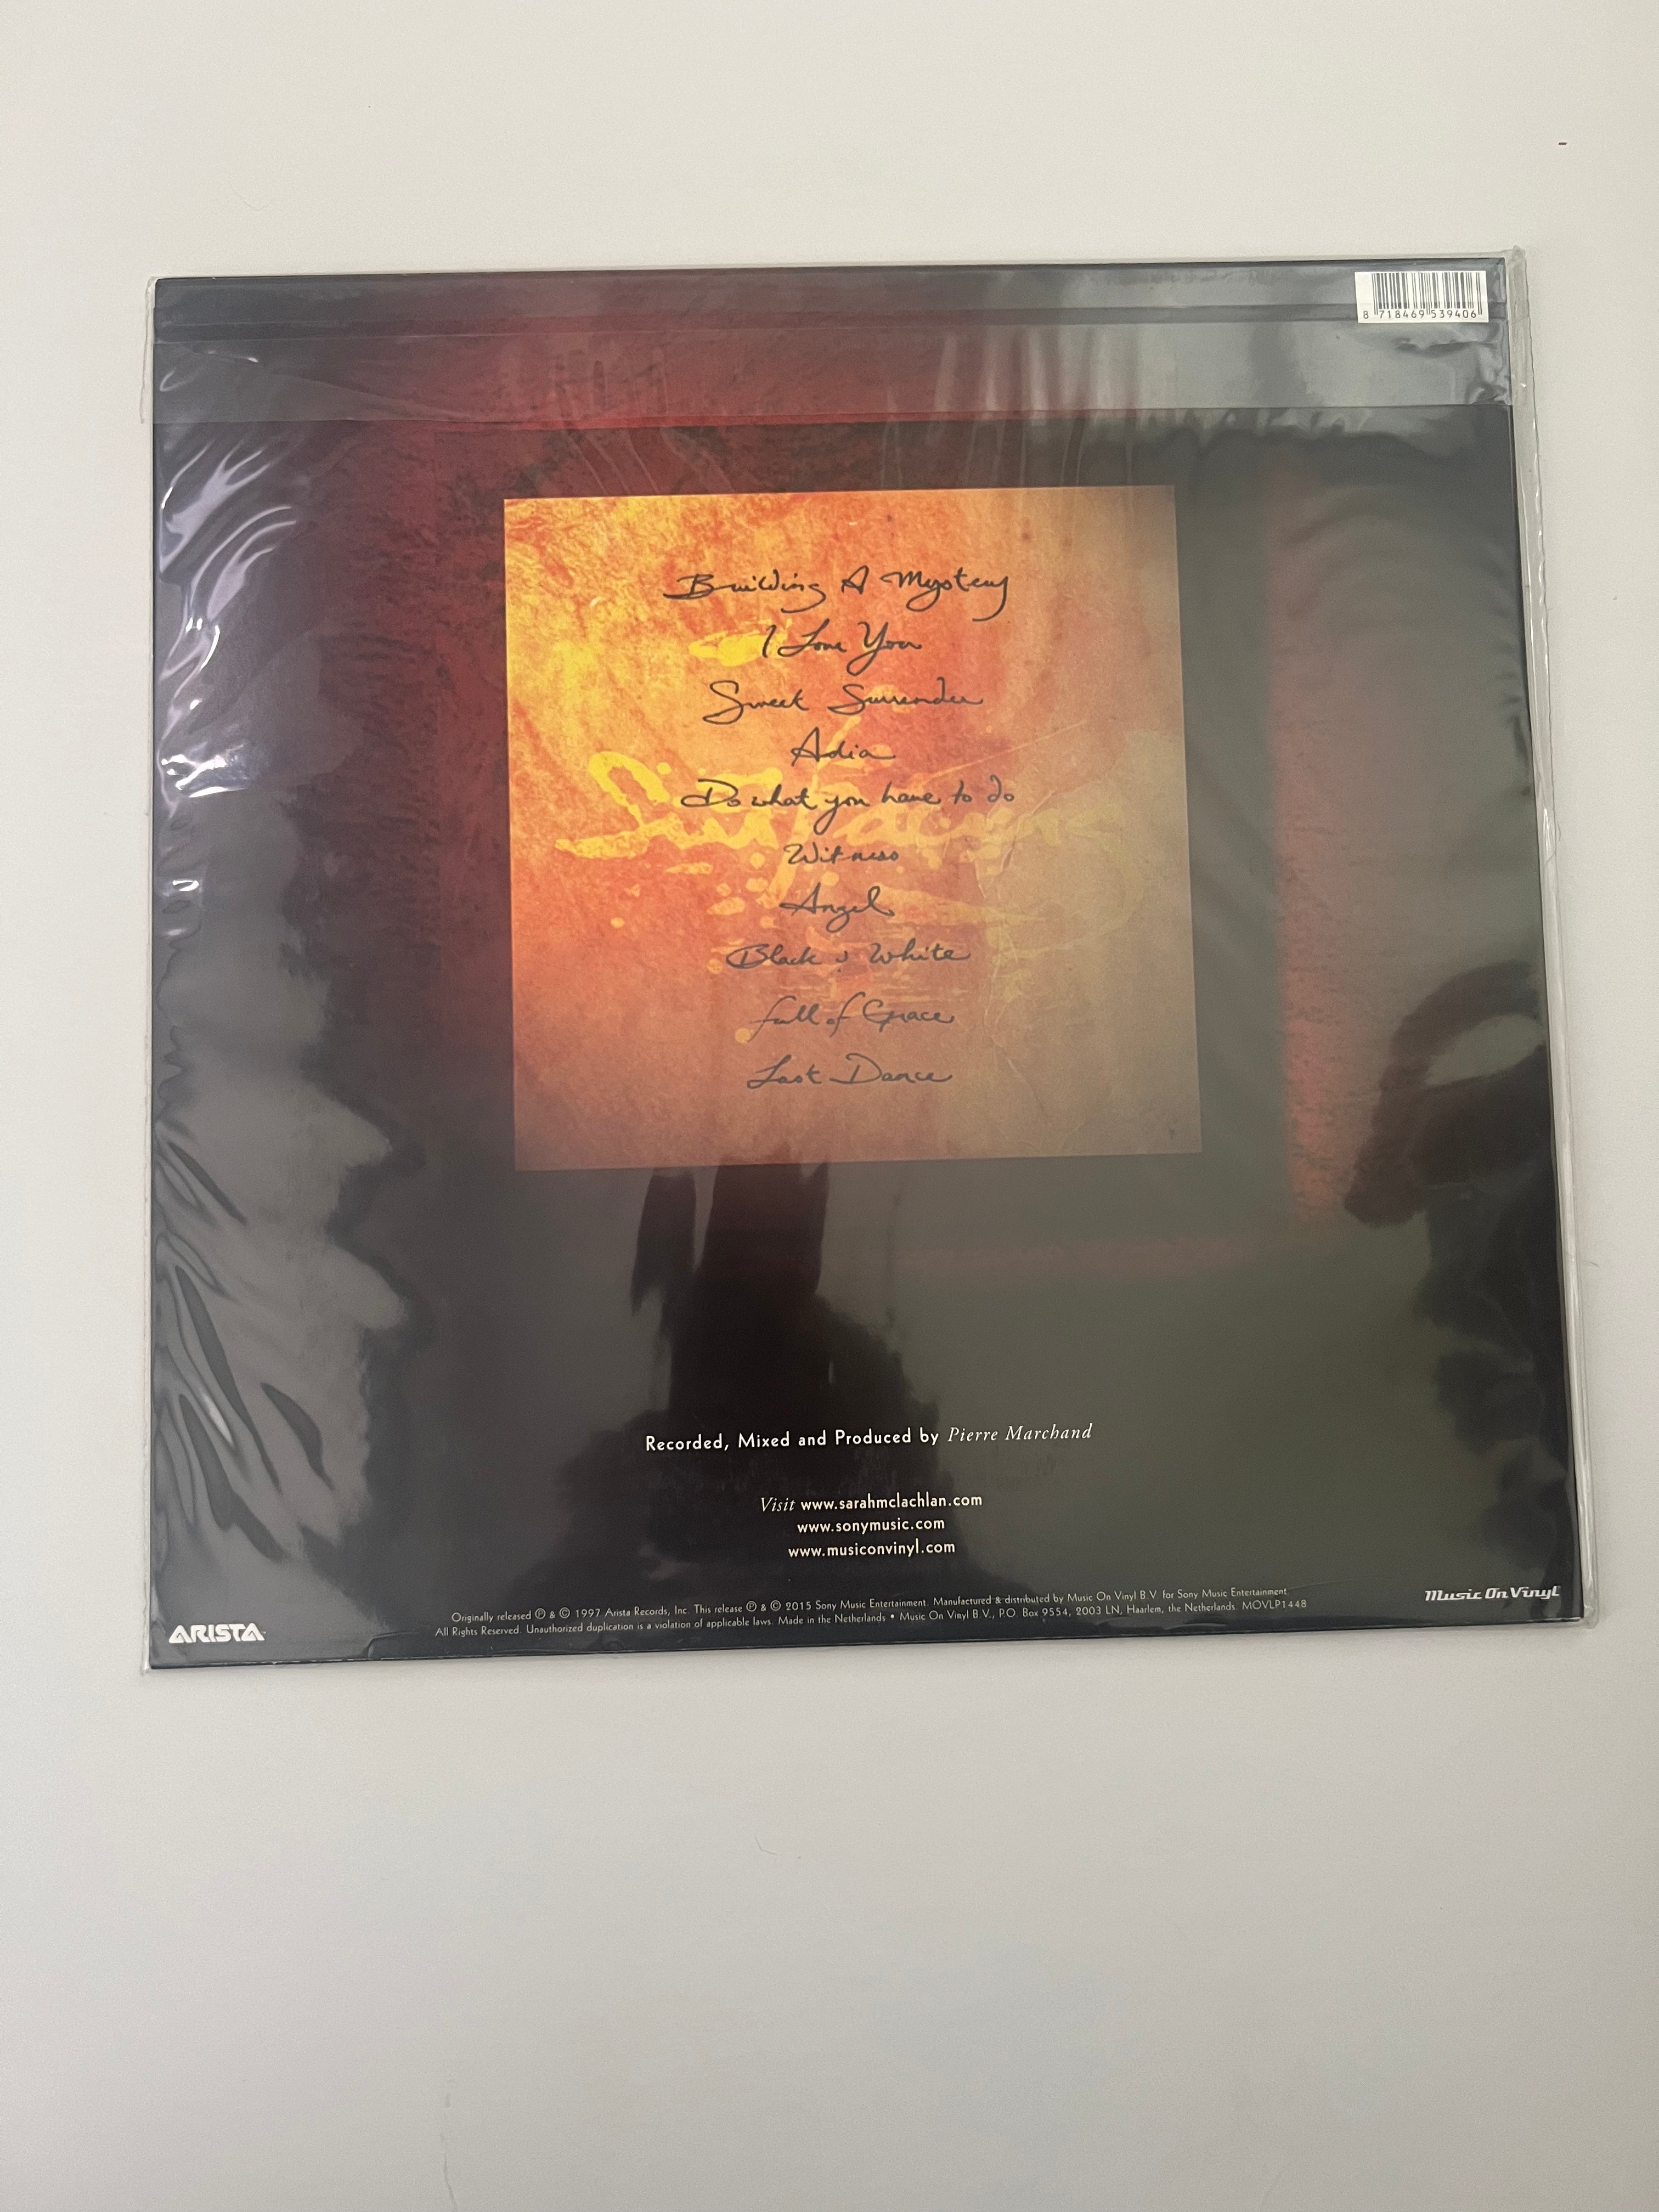 8 718469 539406
Building A Mystery
I Love You
Sweet Surrender
Adia
Do what you have to do
Witness
Angel
Black & White
full of Grace
Last Dance
Surfacing
Recorded, Mixed and Produced by Pierre Marchand
Visit www.sarahmclachlan.com
www.sonymusic.com
www.musiconvinyl.com
Originally released ℗ & © 1997 Arista Records, Inc. This release ℗ & © 2015 Sony Music Entertainment. Manufactured & distributed by Music On Vinyl B.V. for Sony Music Entertainment
All Rights Reserved. Unauthorized duplication is a violation of applicable laws. Made in the Netherlands • Music On Vinyl B.V., P.O. Box 9554, 2003 LN, Haarlem, the Netherlands. MOVLP1448
ARISTA
Music On Vinyl